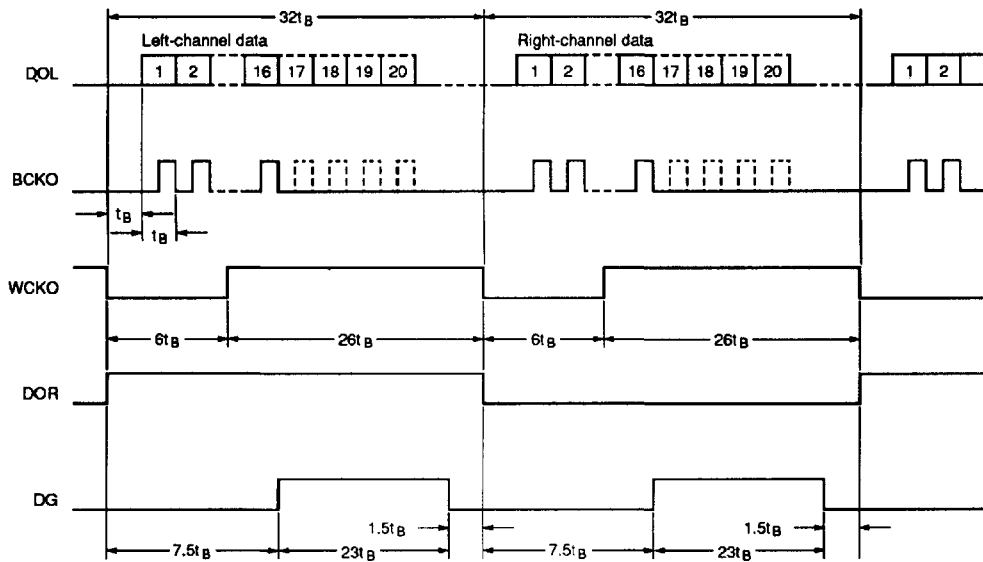 32tB 32tB
Left-channel data Right-channel data
DOL 1 2 16 17 18 19 20 1 2 16 17 18 19 20 1 2
BCKO
tB
tB
WCKO
6tB 26tB 6tB 26tB
DOR
DG
1.5tB 1.5tB
7.5tB 23tB 7.5tB 23tB